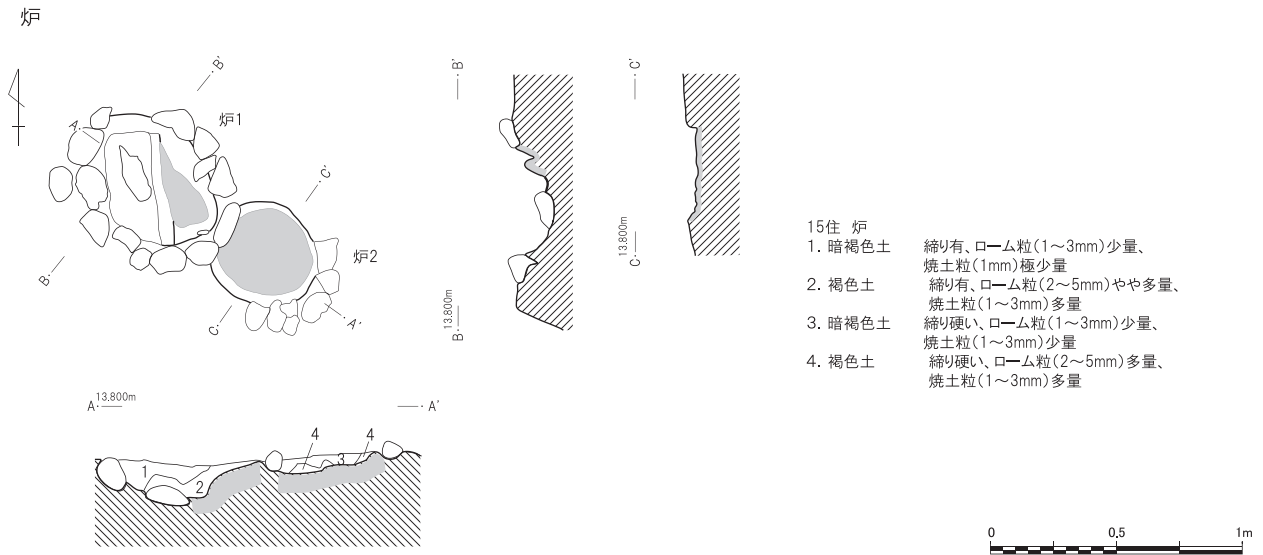 炉
B'
A.
炉1
C'
炉2
B
C
A'
B'
13,800m
B
C'
13,800m
C
15住 炉
1. 暗褐色土 締り有、ローム粒(1〜3mm)少量、
焼土粒(1mm)極少量
2. 褐色土 締り有、ローム粒(2〜5mm)やや多量、
焼土粒(1〜3mm)多量
3. 暗褐色土 締り硬い、ローム粒(1〜3mm)少量、
焼土粒(1〜3mm)少量
4. 褐色土 締り硬い、ローム粒(2〜5mm)多量、
焼土粒(1〜3mm)多量
A 13,800m A'
4 4
1 3
2
0 0.5 1m